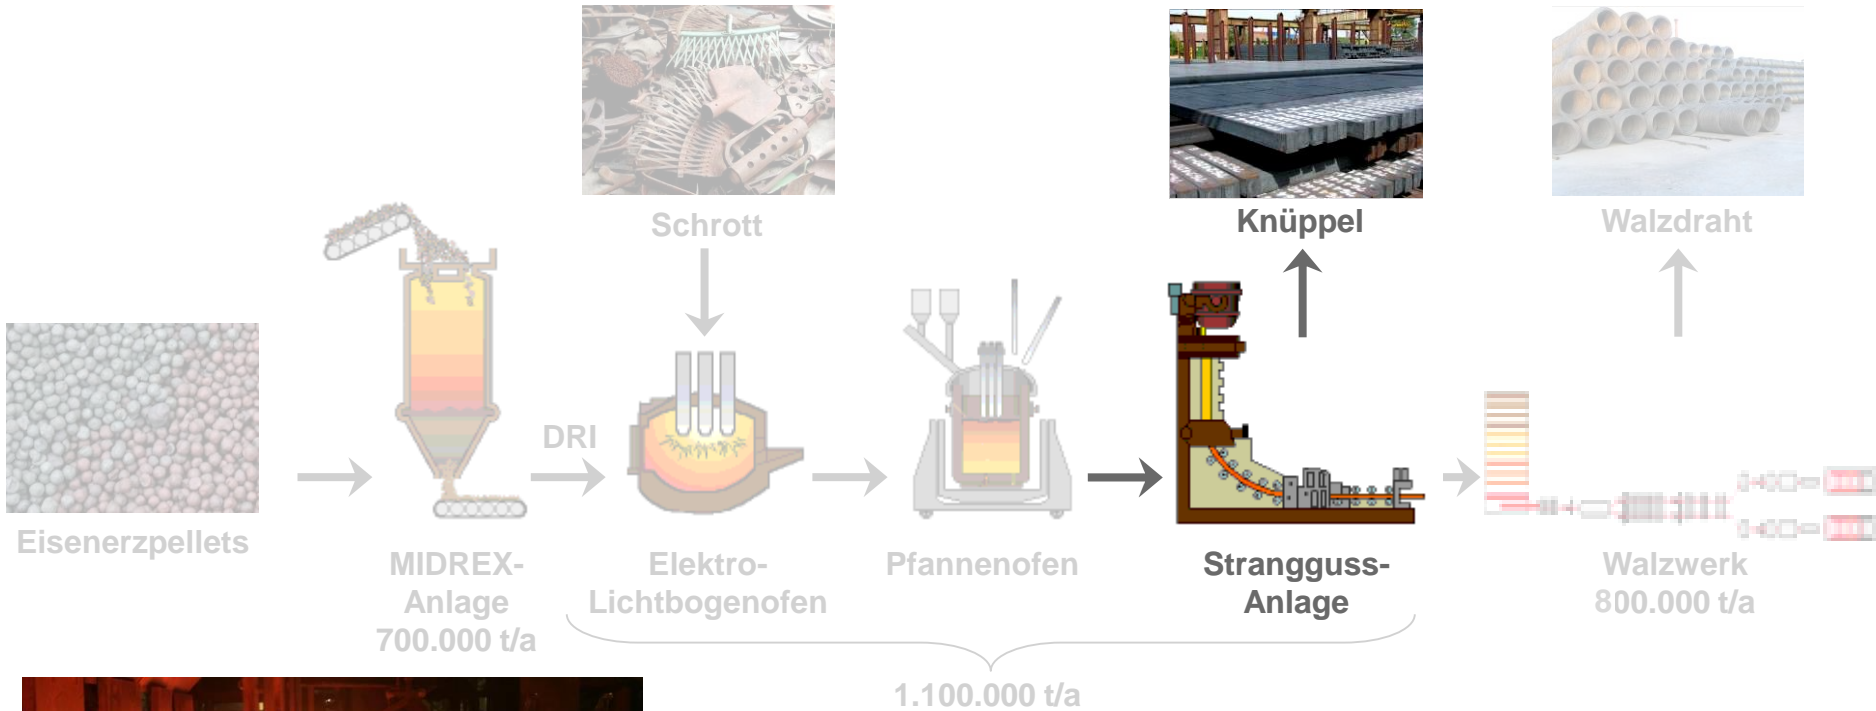 Schrott
Knüppel
Walzdraht
DRI
Eisenerzpellets
MIDREX-
Anlage
700.000 t/a
Elektro-
Lichtbogenofen
Pfannenofen
Strangguss-
Anlage
Walzwerk
800.000 t/a
1.100.000 t/a